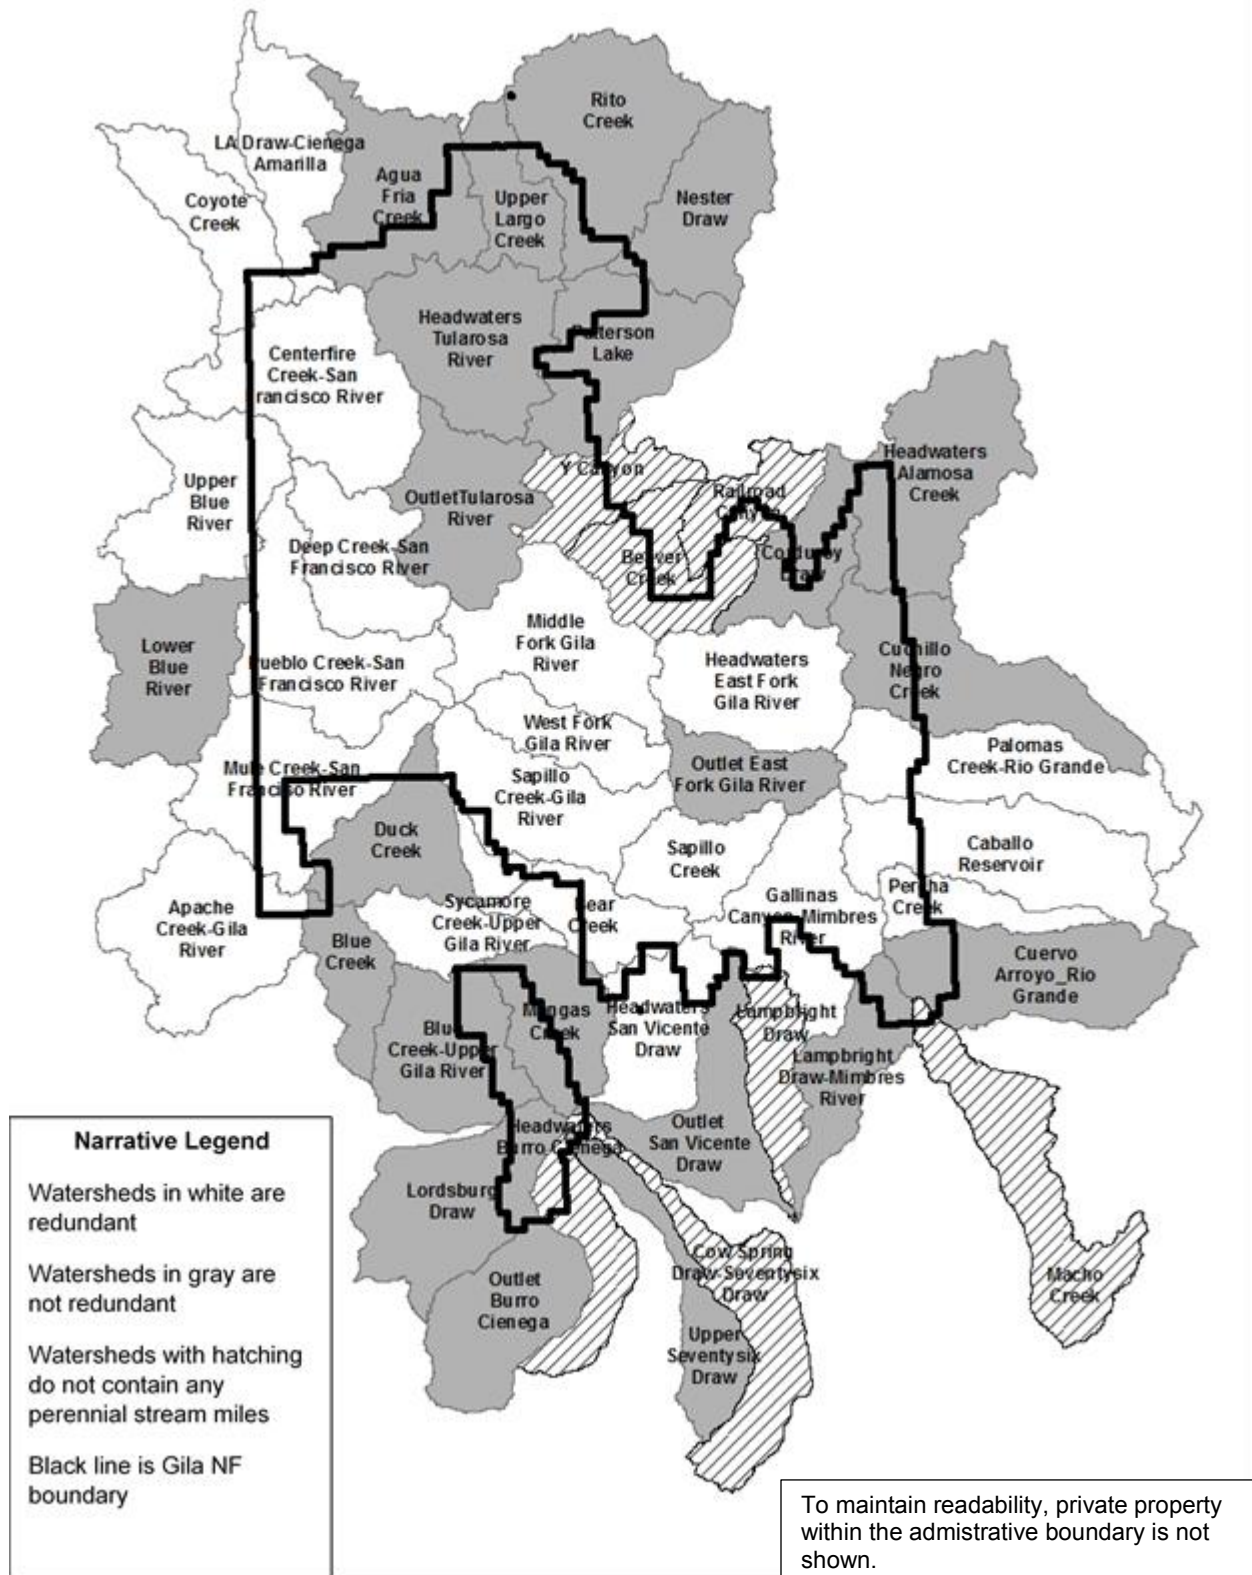 Rito
Creek
LA Draw-Cienega
Amarilla
Agua
Fria
Creek
Coyote
Creek
Upper
Largo
Creek
Nester
Draw
Headwaters
Tularosa
River
Patterson
Lake
Centerfire
Creek-San
rancisco River
Headwaters
Alamosa
Creek
Y Canyon
Upper
Blue
River
OutletTularosa
River
Railroad
Canyon
Deep Creek-San
Francisco River
Beaver
Creek
Corduroy
Draw
Lower
Blue
River
Pueblo Creek-San
Francisco River
Middle
Fork Gila
River
Headwaters
East Fork
Gila River
Cuchillo
Negro
Creek
West Fork
Gila River
Palomas
Creek-Rio Grande
Outlet East
Fork Gila River
Mule Creek-San
Francisco River
Sapillo
Creek-Gila
River
Duck
Creek
Sapillo
Creek
Caballo
Reservoir
Percha
Creek
Apache
Creek-Gila
River
Sycamore
Creek-Upper
Gila River
Bear
Creek
Gallinas
Canyon-Mimbres
River
Blue
Creek
Cuervo
Arroyo_Rio
Grande
Blue
Creek-Upper
Gila River
Mangas
Creek
Headwaters
San Vicente
Draw
Lampbright
Draw
Lampbright
Draw-Mimbres
River
Headwaters
Burro Cienega
Outlet
San Vicente
Draw
Lordsburg
Draw
Outlet
Burro
Cienega
Cow Spring
Draw-Seventysix
Draw
Macho
Creek
Upper
Seventysix
Draw
Narrative Legend
Watersheds in white are
redundant
Watersheds in gray are
not redundant
Watersheds with hatching
do not contain any
perennial stream miles
Black line is Gila NF
boundary
To maintain readability, private property
within the admistrative boundary is not
shown.